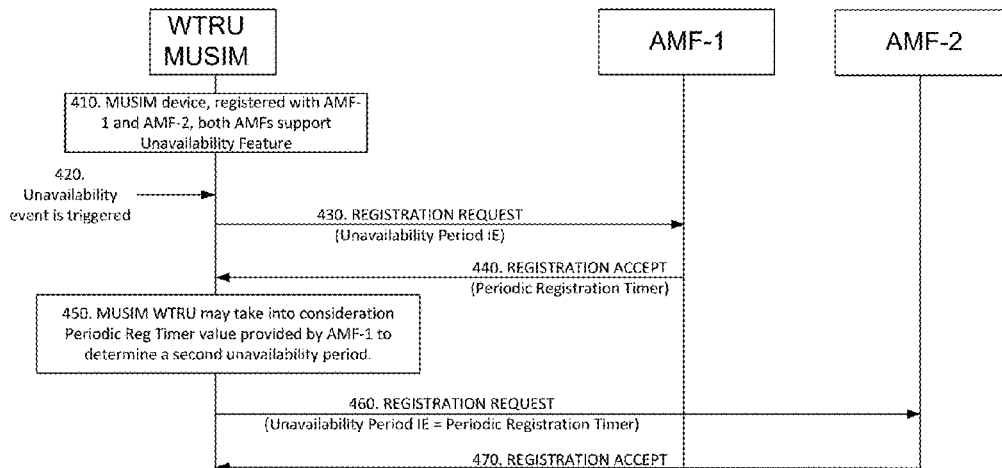 WTRU
MUSIM
AMF-1
AMF-2
410. MUSIM device, registered with AMF-
1 and AMF-2, both AMFs support
Unavailability Feature
420.
Unavailability
event is triggered
430. REGISTRATION REQUEST
(Unavailability Period IE)
440. REGISTRATION ACCEPT
(Periodic Registration Timer)
450. MUSIM WTRU may take into consideration
Periodic Reg Timer value provided by AMF-1 to
determine a second unavailability period.
460. REGISTRATION REQUEST
(Unavailability Period IE = Periodic Registration Timer)
470. REGISTRATION ACCEPT